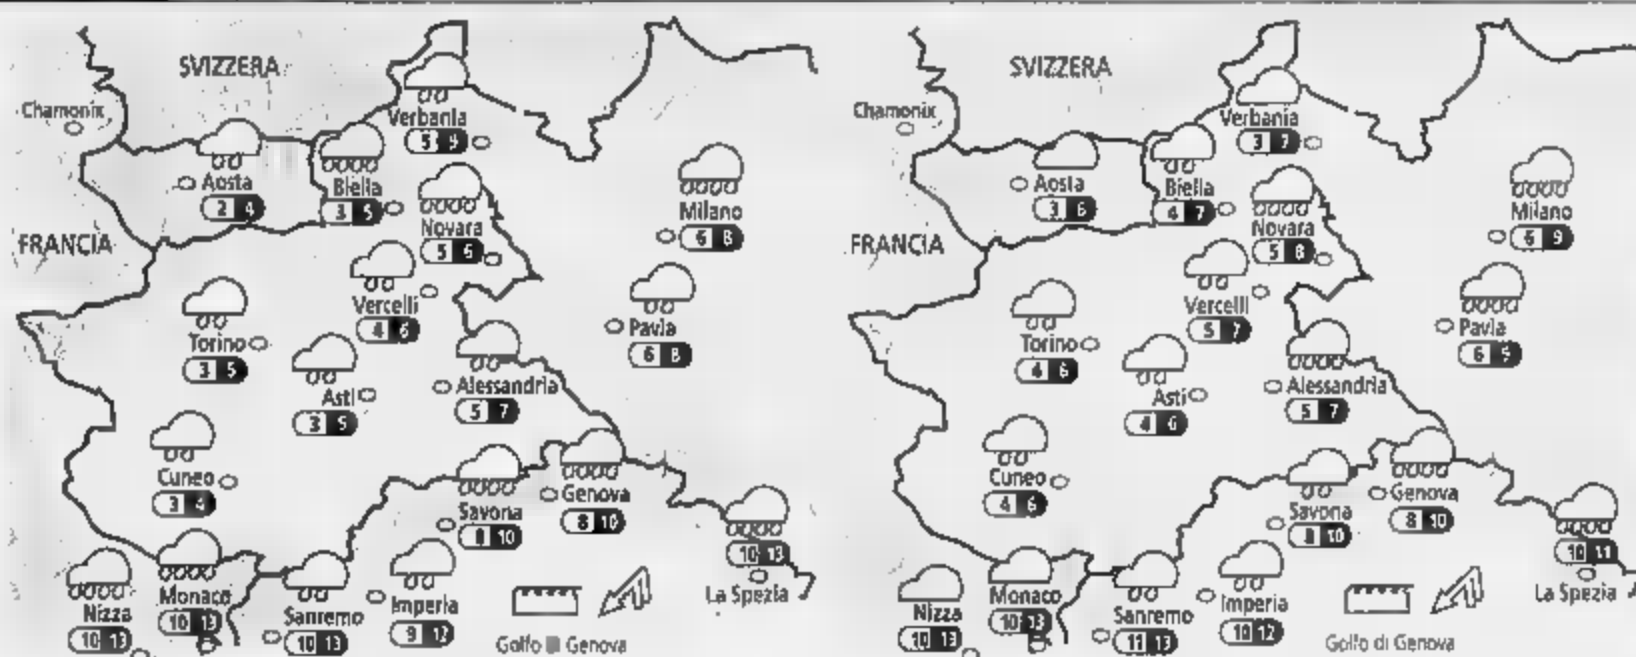 SVIZZERA
Chamonix
Verbania
5
Aosta
2 4
Biella
3 5
Milano
6 8
Novara
5 6
FRANCIA
Vercelli
4 6
Torino
3 5
Pavia
6 8
Asti
3 5
Alessandria
5 7
Cuneo
3 4
Savona
8 10
Genova
8 10
10 13
La Spezia
Nizza
10 13
Monaco
10 13
Sanremo
10 13
Imperia
9 12
Golfo Genova
SVIZZERA
Chamonix
Verbania
3 7
Aosta
3 6
Biella
4 7
Milano
6 9
Novara
5 8
FRANCIA
Vercelli
5 7
Torino
4 6
Pavia
6 9
Asti
4 6
Alessandria
5 7
Cuneo
4 6
Savona
8 10
Genova
8 10
10 11
La Spezia
Nizza
10 13
Monaco
10 13
Sanremo
11 13
Imperia
10 12
Golfo di Genova